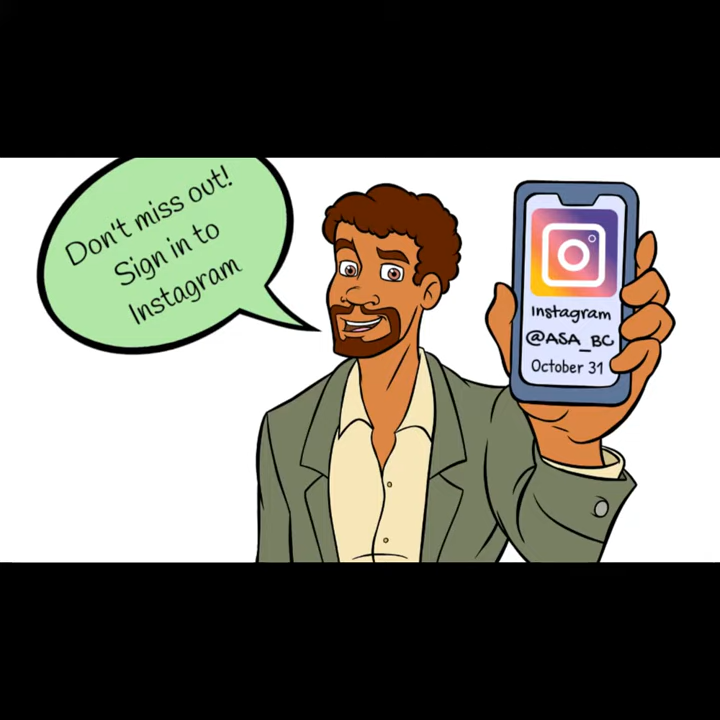 Don't miss out!
Sign in to
Instagram
Instagram
@ASA_BC
October 31